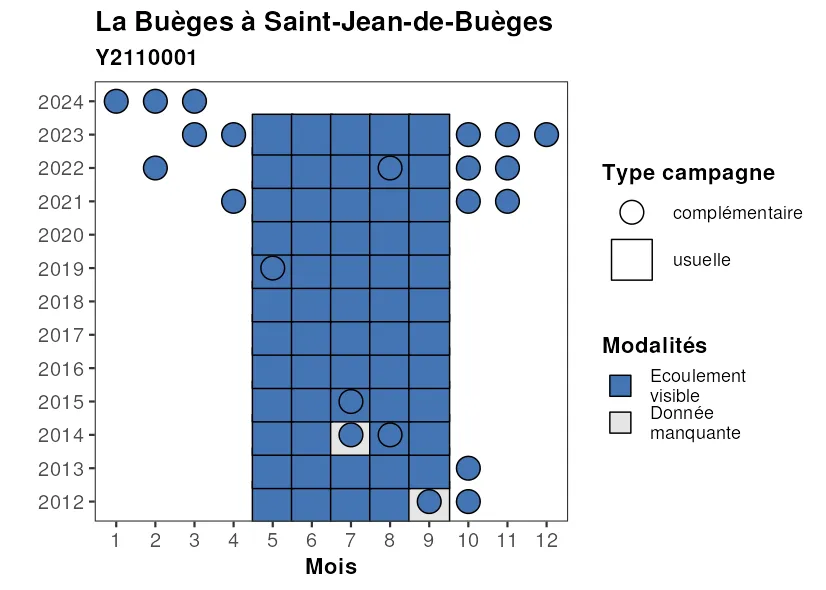 La Buèges à Saint-Jean-de-Buèges
Y2110001
2024
2023
2022
2021
2020
2019
2018
2017
2016
2015
2014
2013
2012
1 2 3 4 5 6 7 8 9 10 11 12
Mois
Type campagne
complémentaire
usuelle
Modalités
Ecoulement
visible
Donnée
manquante